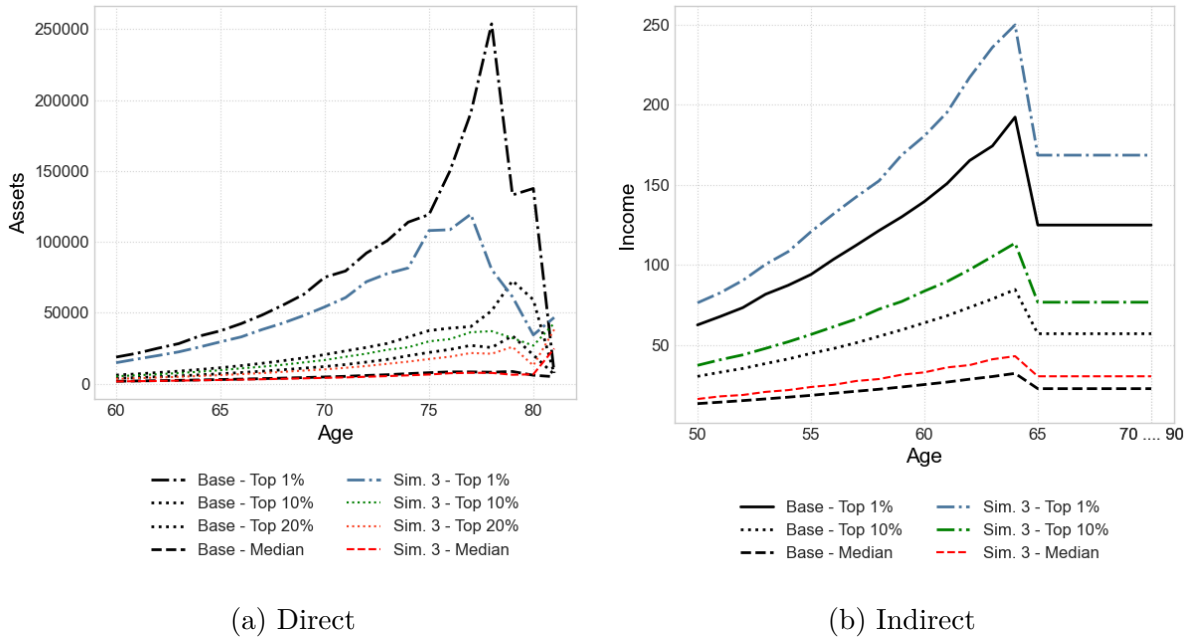 250000
200000
150000
100000
50000
0
Assets
60 65 70 75 80
Age
Base - Top 1% Sim. 3 - Top 1%
Base - Top 10% Sim. 3 - Top 10%
Base - Top 20% Sim. 3 - Top 20%
Base - Median Sim. 3 - Median
(a) Direct
250
200
150
100
50
Income
50 55 60 65 70 .... 90
Age
Base - Top 1% Sim. 3 - Top 1%
Base - Top 10% Sim. 3 - Top 10%
Base - Median Sim. 3 - Median
(b) Indirect